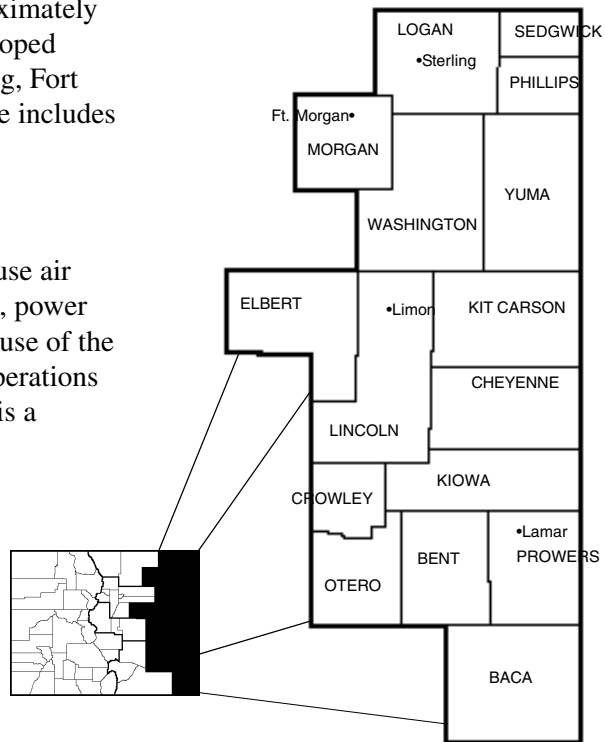 ximately
oped
g, Fort
e includes
use air
, power
use of the
perations
is a
LOGAN
SEDGWICK
•Sterling
PHILLIPS
Ft. Morgan•
MORGAN
YUMA
WASHINGTON
ELBERT
•Limon
KIT CARSON
CHEYENNE
LINCOLN
KIOWA
CROWLEY
•Lamar
PROWERS
BENT
OTERO
BACA